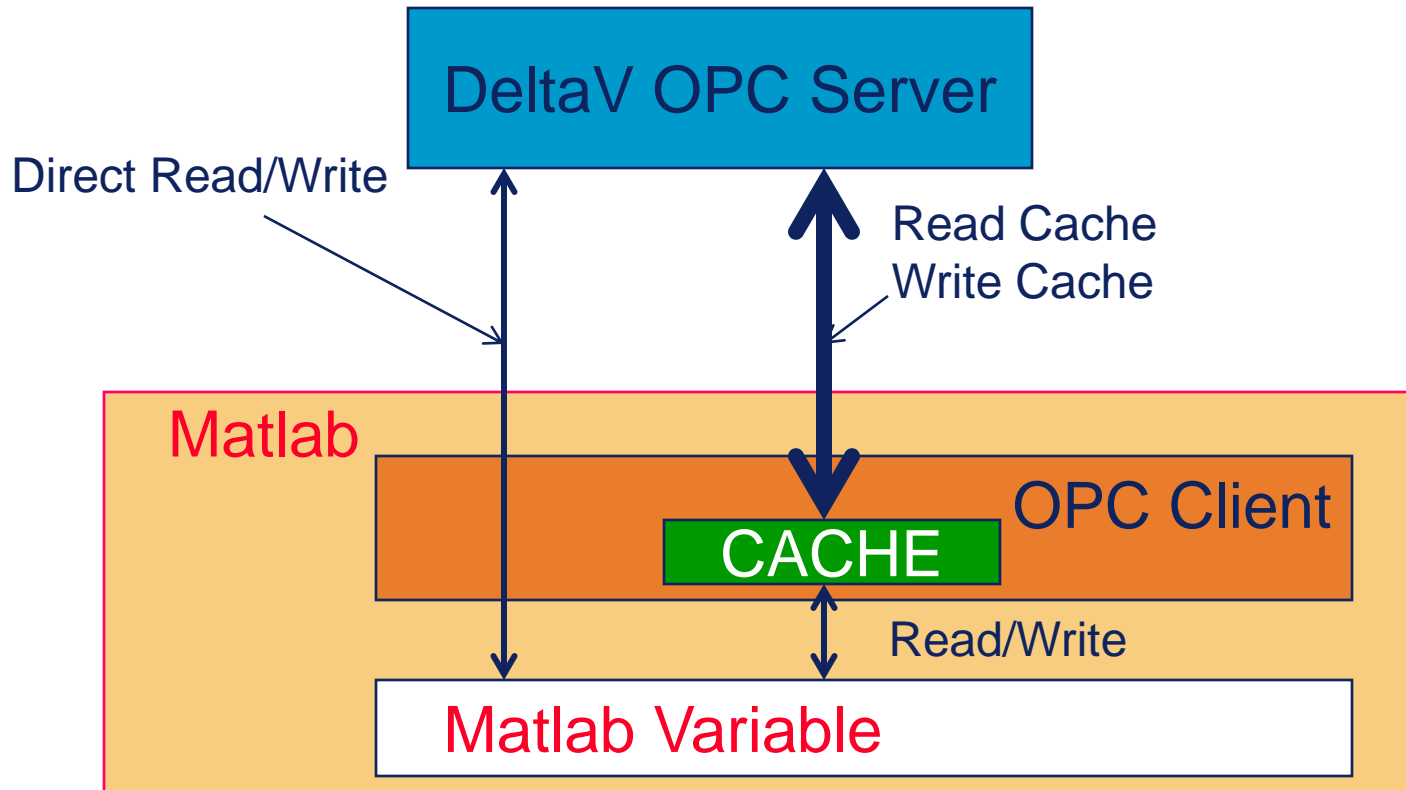 DeltaV OPC Server
Direct Read/Write
Read Cache
Write Cache
Matlab
OPC Client
CACHE
Read/Write
Matlab Variable